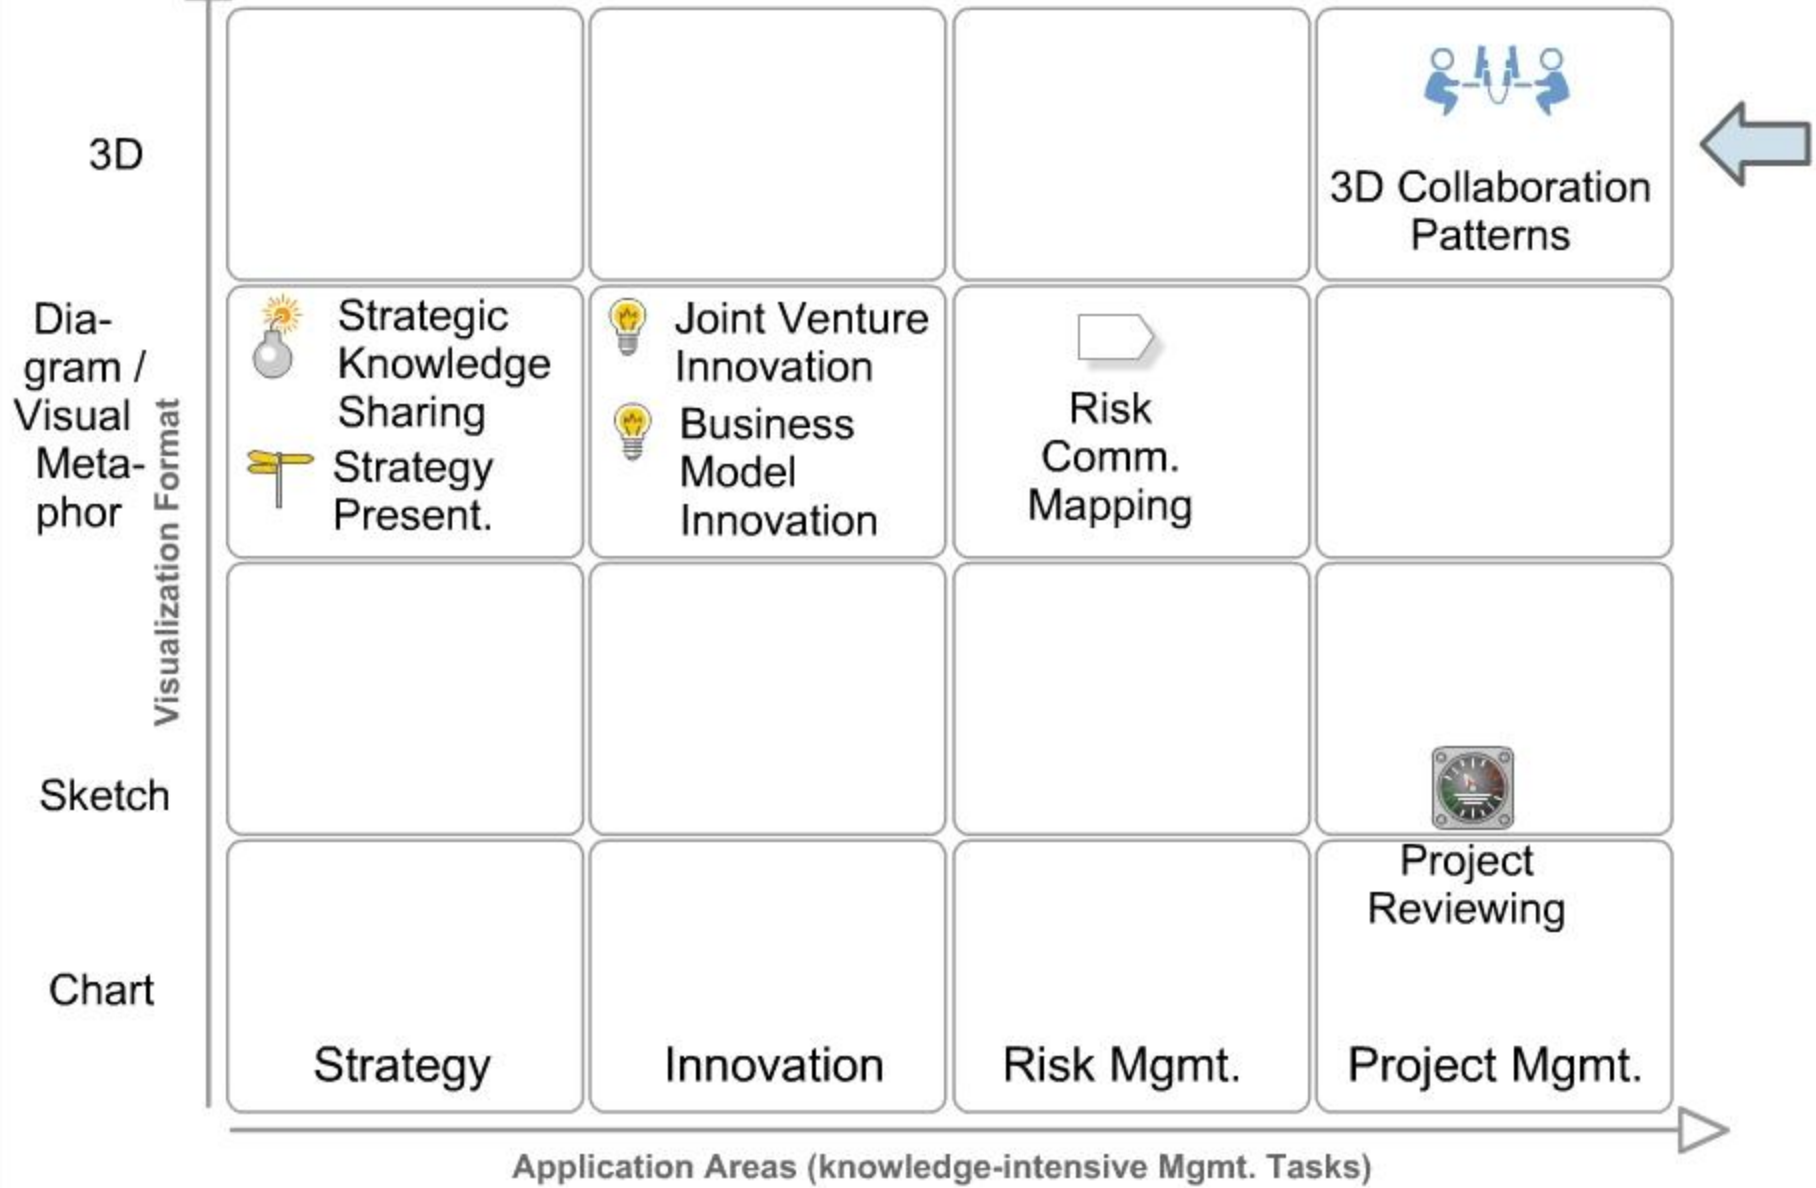 3D
3D Collaboration
Patterns
Dia-
gram /
Visual
Meta-
phor
Visualization Format
Strategic
Knowledge
Sharing
Strategy
Present.
Joint Venture
Innovation
Business
Model
Innovation
Risk
Comm.
Mapping
Sketch
Project
Reviewing
Chart
Strategy
Innovation
Risk Mgmt.
Project Mgmt.
Application Areas (knowledge-intensive Mgmt. Tasks)